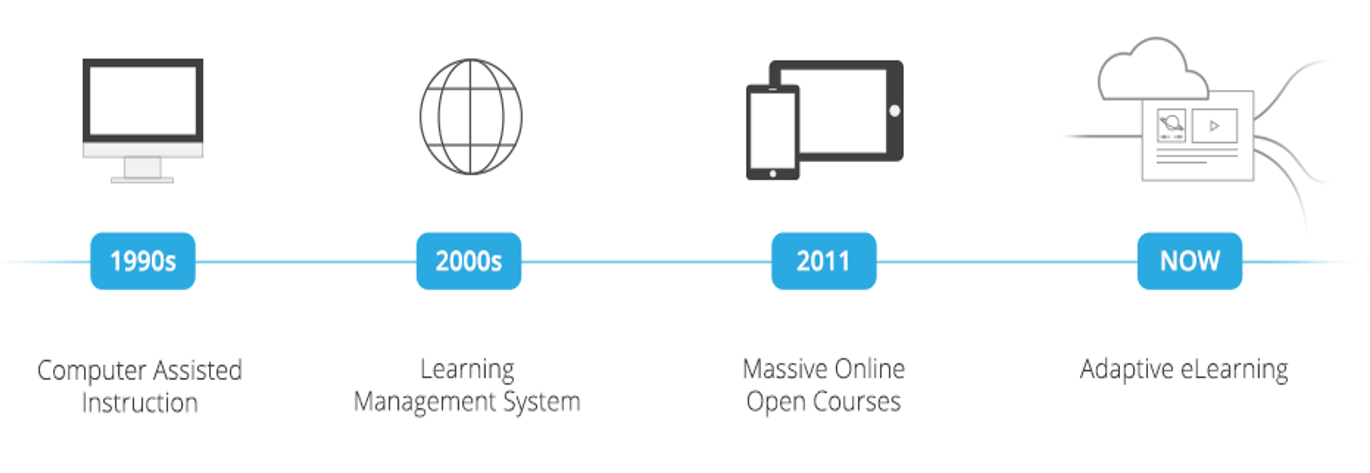 1990s
2000s
2011
NOW
Computer Assisted
Instruction
Learning
Management System
Massive Online
Open Courses
Adaptive eLearning